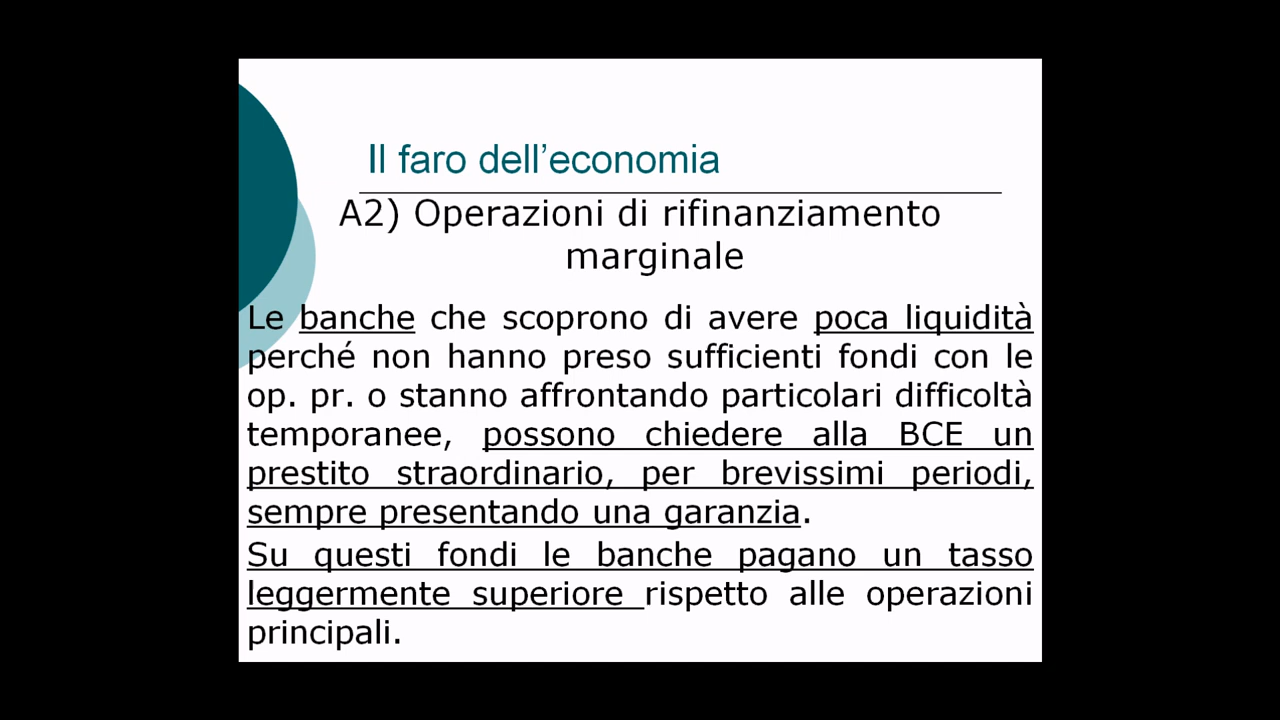 Il faro dell’economia
A2) Operazioni di rifinanziamento
marginale
Le banche che scoprono di avere poca liquidità
perché non hanno preso sufficienti fondi con le
op. pr. o stanno affrontando particolari difficoltà
temporanee, possono chiedere alla BCE un
prestito straordinario, per brevissimi periodi,
sempre presentando una garanzia.
Su questi fondi le banche pagano un tasso
leggermente superiore rispetto alle operazioni
principali.